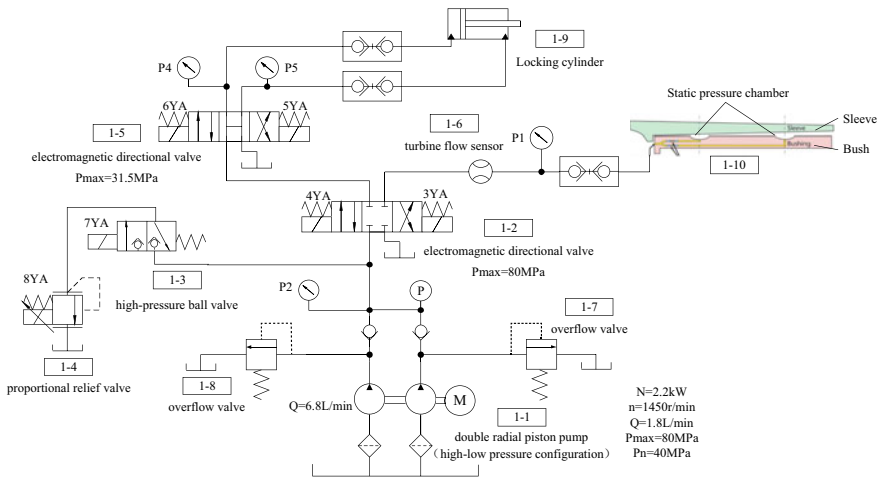 1-9
Locking cylinder
P4
P5
6YA
5YA
1-5
electromagnetic directional valve
Pmax=31.5MPa
1-6
turbine flow sensor
P1
Static pressure chamber
Sleeve
Sleeve
Bushing
Bush
1-10
4YA
3YA
1-2
electromagnetic directional valve
Pmax=80MPa
7YA
1-3
high-pressure ball valve
8YA
1-4
proportional relief valve
P2
P
1-7
overflow valve
1-8
overflow valve
Q=6.8L/min
M
1-1
double radial piston pump
(high-low pressure configuration)
N=2.2kW
n=1450r/min
Q=1.8L/min
Pmax=80MPa
Pn=40MPa